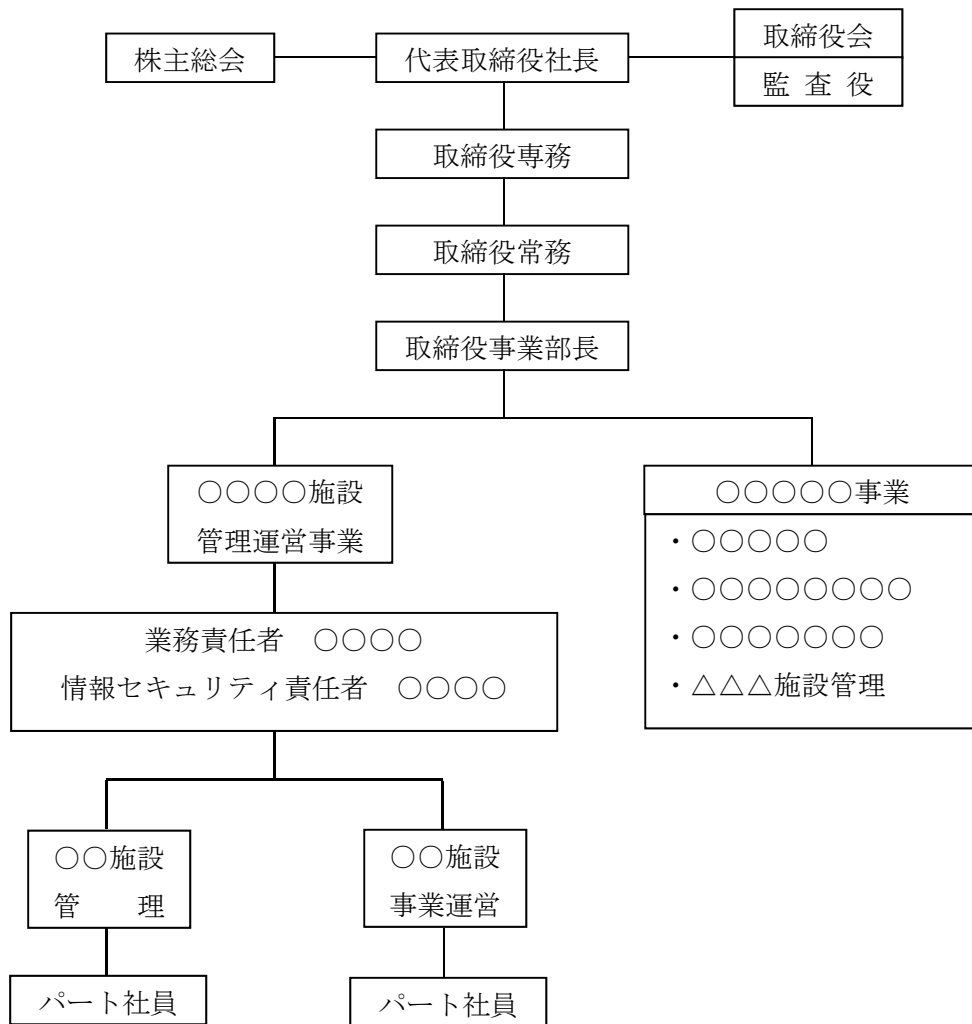 株主総会
代表取締役社長
取締役会
監 査 役
取締役専務
取締役常務
取締役事業部長
○○○○施設
管理運営事業
○○○○○事業
・○○○○○
・○○○○○○○○
・○○○○○○○
・△△△施設管理
業務責任者　○○○○
情報セキュリティ責任者　○○○○
○○施設
管　　理
○○施設
事業運営
パート社員
パート社員